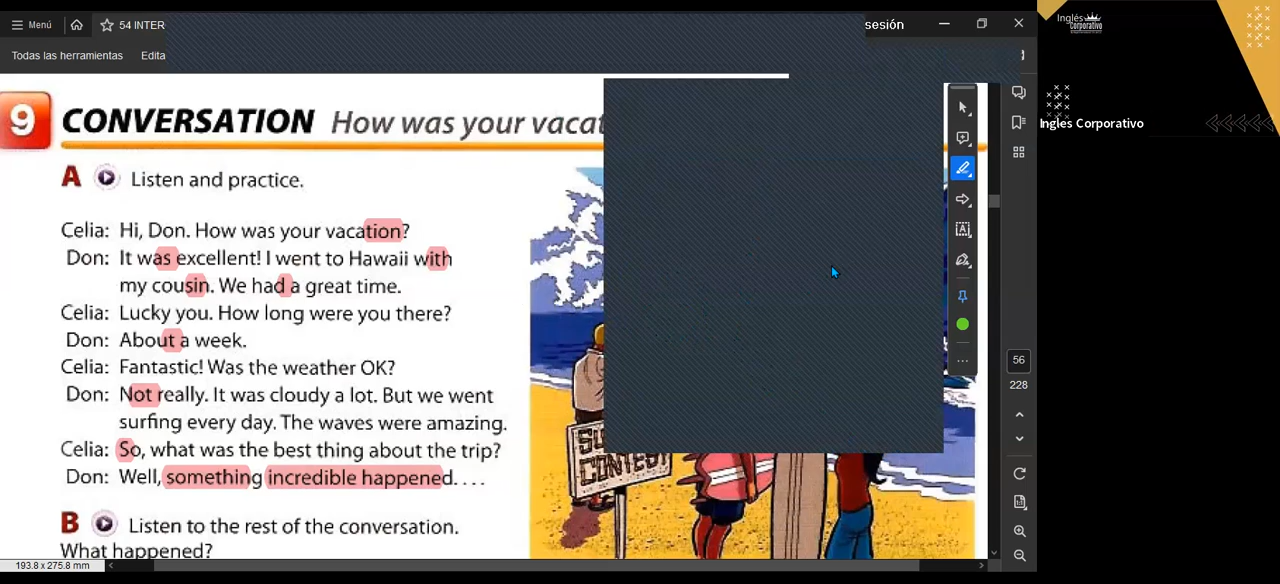 Menú
54 INTER
sesión
Todas las herramientas
Edita
Inglés
Corporativo
Ingles Corporativo
9 CONVERSATION How was your vacat
A Listen and practice.
Celia: Hi, Don. How was your vacation?
Don: It was excellent! I went to Hawaii with
my cousin. We had a great time.
Celia: Lucky you. How long were you there?
Don: About a week.
Celia: Fantastic! Was the weather OK?
Don: Not really. It was cloudy a lot. But we went
surfing every day. The waves were amazing.
Celia: So, what was the best thing about the trip?
Don: Well, something incredible happened. . . .
B Listen to the rest of the conversation.
What happened?
CONTEST
56
228
193.8 x 275.8 mm